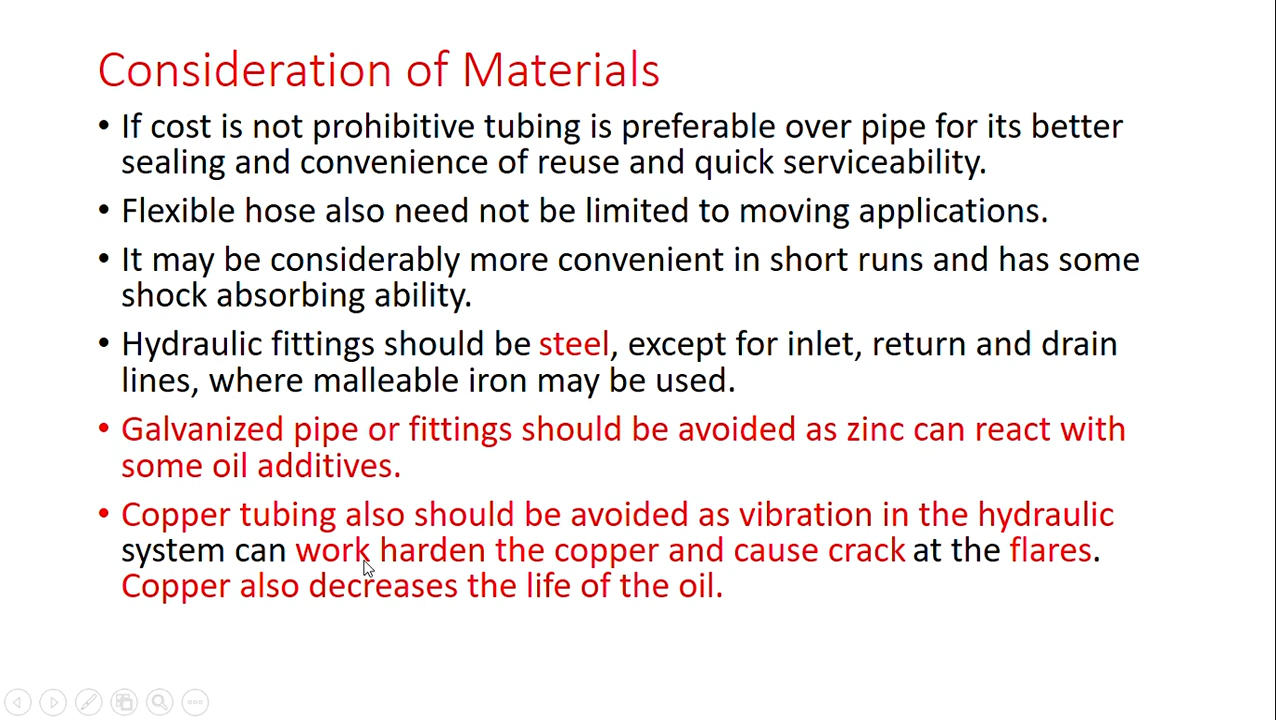 Consideration of Materials
• If cost is not prohibitive tubing is preferable over pipe for its better
sealing and convenience of reuse and quick serviceability.
• Flexible hose also need not be limited to moving applications.
• It may be considerably more convenient in short runs and has some
shock absorbing ability.
• Hydraulic fittings should be steel, except for inlet, return and drain
lines, where malleable iron may be used.
• Galvanized pipe or fittings should be avoided as zinc can react with
some oil additives.
• Copper tubing also should be avoided as vibration in the hydraulic
system can work harden the copper and cause crack at the flares.
Copper also decreases the life of the oil.